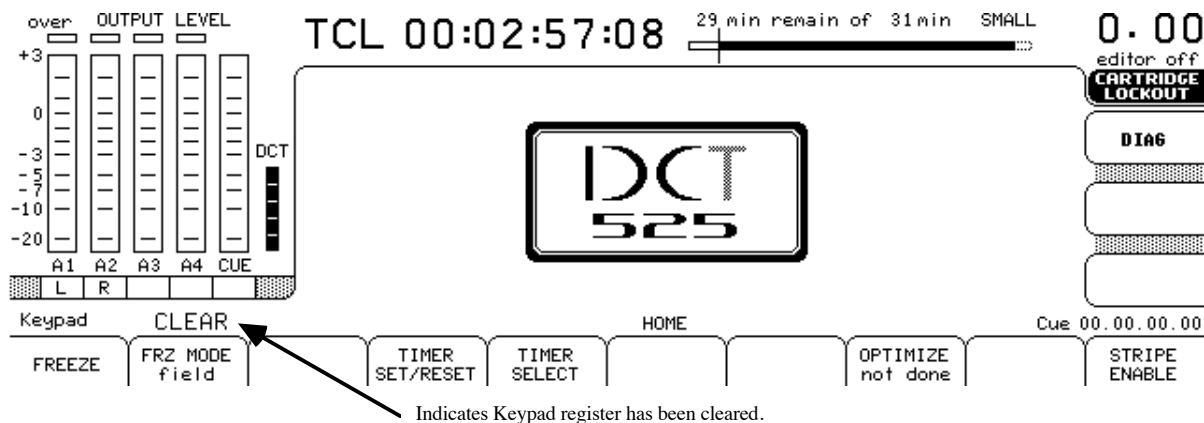 over OUTPUT LEVEL
TCL 00:02:57:08
29 min remain of 31min SMALL
0.00
editor off
+3
0
-3
-5
-7
-10
-20
DCT
A1 A2 A3 A4 CUE
L R
DCT
525
CARTRIDGE
LOCKOUT
DIAG
Keypad CLEAR HOME Cue 00.00.00.00
FREEZE
FRZ MODE
field
TIMER
SET/RESET
TIMER
SELECT
OPTIMIZE
not done
STRIPE
ENABLE
Indicates Keypad register has been cleared.